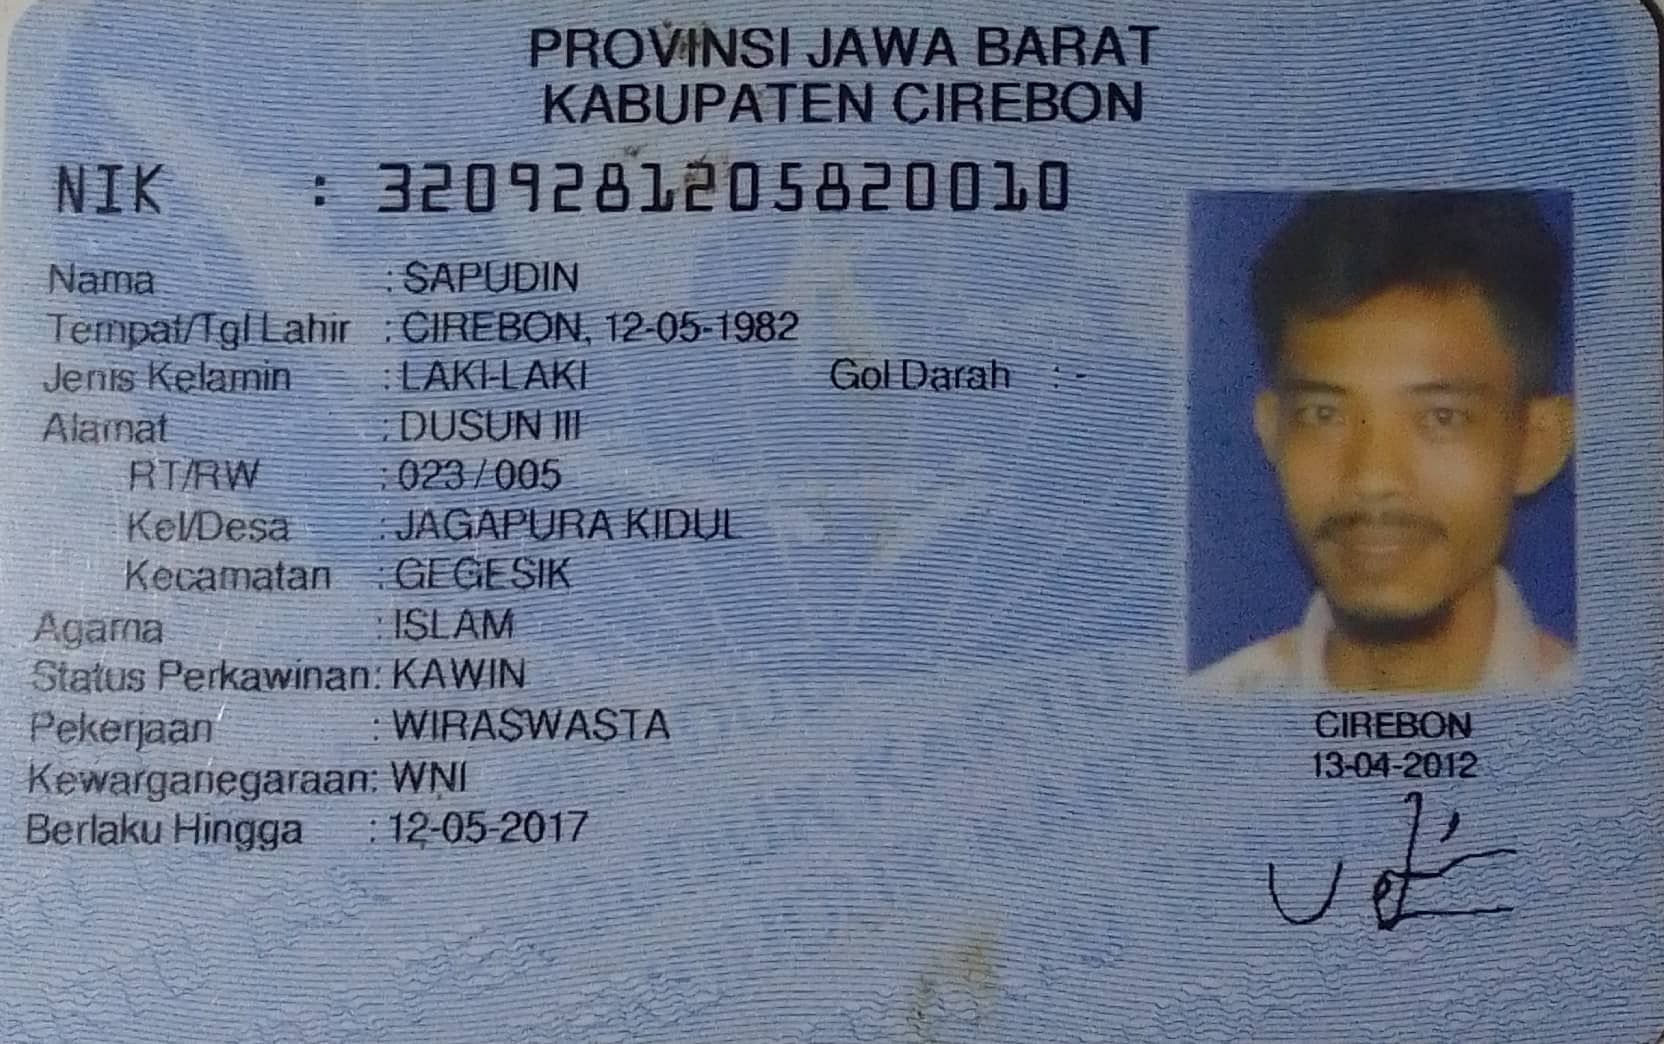 PROVINSI JAWA BARAT
KABUPATEN CIREBON
NIK : 3209281205820010
Nama : SAPUDIN
Tempat/Tgl Lahir : CIREBON, 12-05-1982
Jenis Kelamin : LAKI-LAKI Gol Darah : -
Alamat : DUSUN III
RT/RW : 023 / 005
Kel/Desa : JAGAPURA KIDUL
Kecamatan : GEGESIK
Agama : ISLAM
Status Perkawinan: KAWIN
Pekerjaan : WIRASWASTA
Kewarganegaraan: WNI
Berlaku Hingga : 12-05-2017
CIREBON
13-04-2012